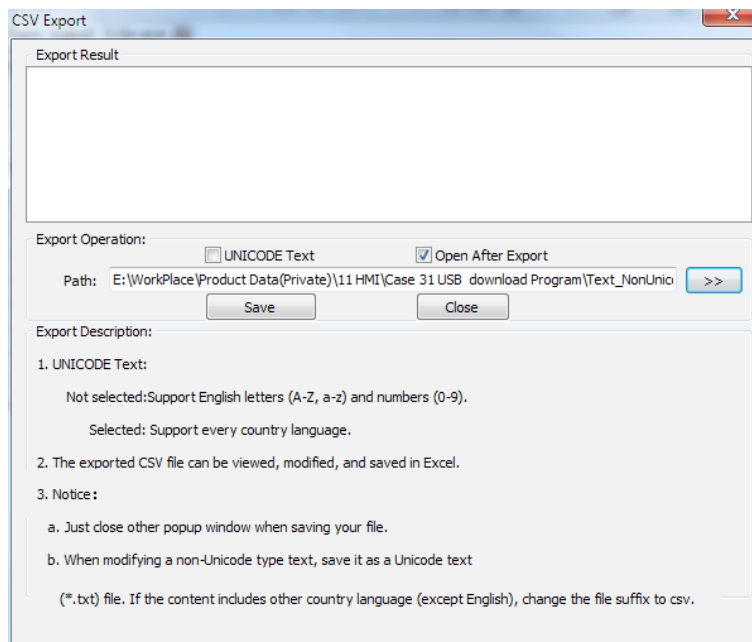 CSV Export
Export Result
Export Operation:
UNICODE Text Open After Export
Path: E:\WorkPlace\Product Data(Private)\11 HMI\Case 31 USB download Program\Text_NonUnic
>>
Save Close
Export Description:
1. UNICODE Text:
Not selected:Support English letters (A-Z, a-z) and numbers (0-9).
Selected: Support every country language.
2. The exported CSV file can be viewed, modified, and saved in Excel.
3. Notice:
a. Just close other popup window when saving your file.
b. When modifying a non-Unicode type text, save it as a Unicode text
(*.txt) file. If the content includes other country language (except English), change the file suffix to csv.